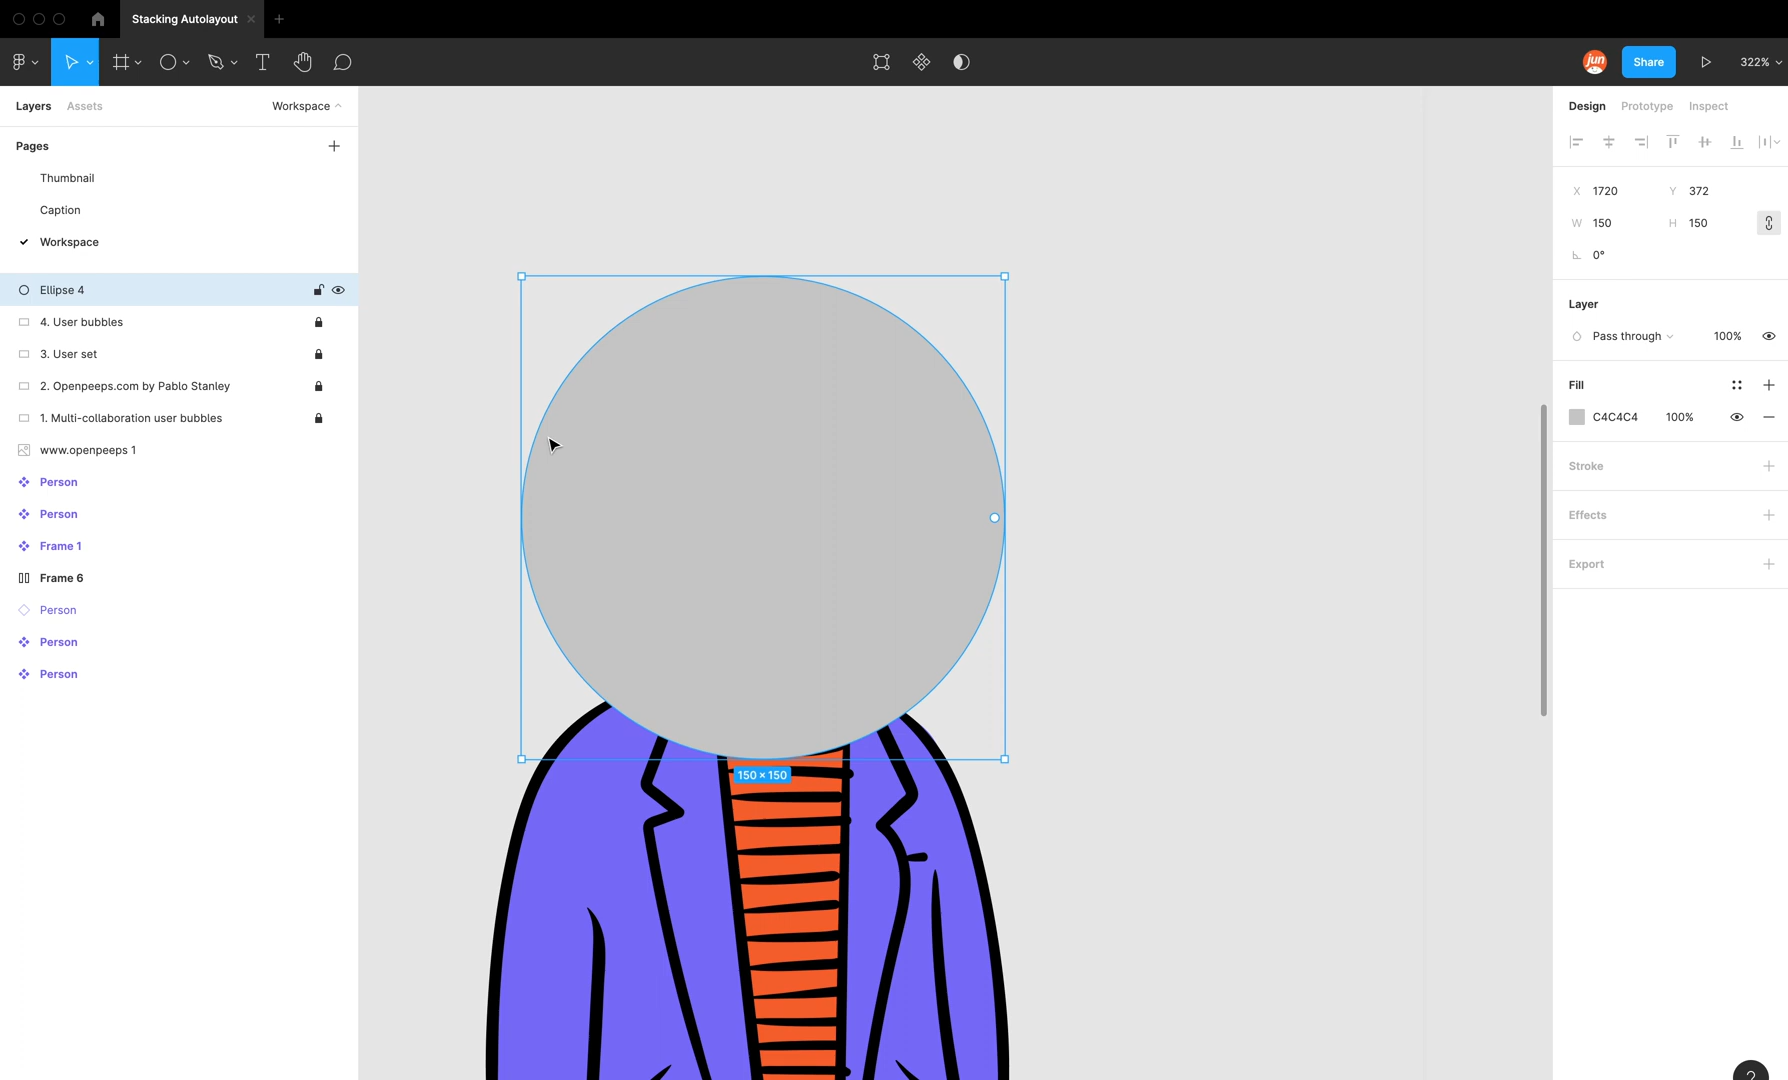 Stacking Autolayout
jun
Share
322%
Layers
Assets
Workspace
Pages
Thumbnail
Caption
Workspace
Ellipse 4
4. User bubbles
3. User set
2. Openpeeps.com by Pablo Stanley
1. Multi-collaboration user bubbles
www.openpeeps 1
Person
Person
Frame 1
Frame 6
Person
Person
Person
150 × 150
Design
Prototype
Inspect
X 1720
Y 372
W 150
H 150
0°
Layer
Pass through
100%
Fill
C4C4C4
100%
Stroke
Effects
Export
?